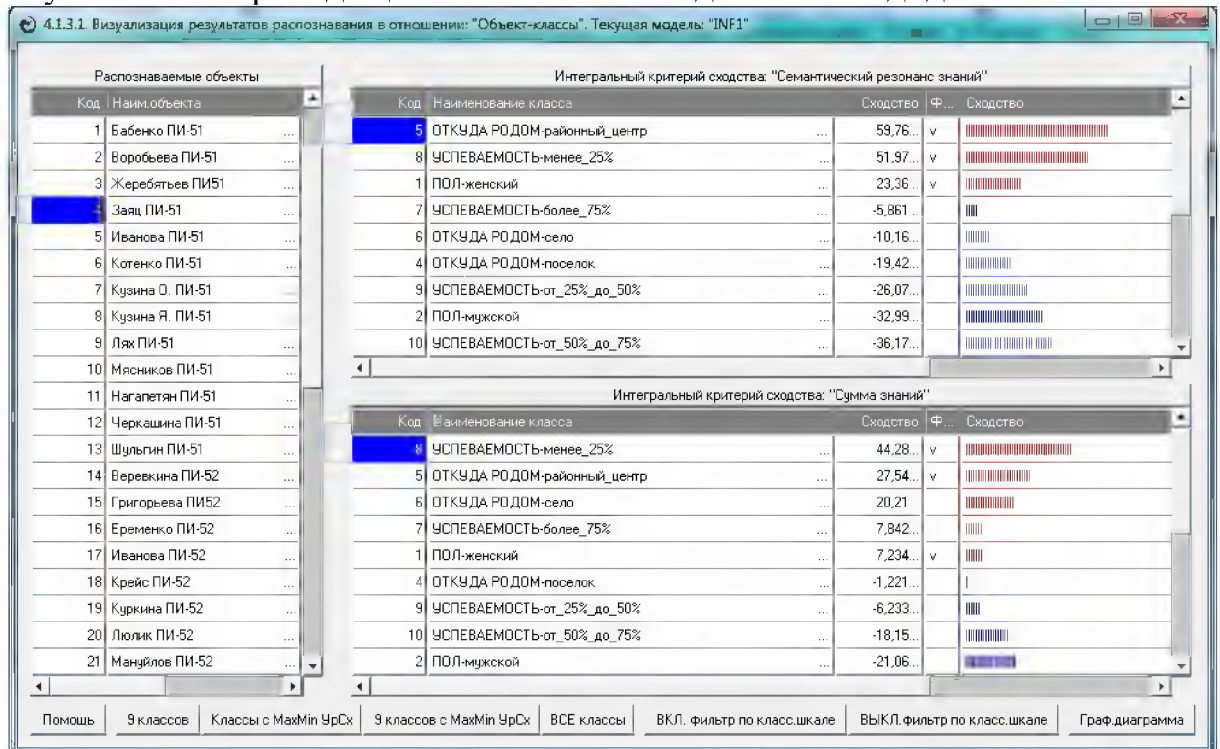 4.1.3.1. Визуализация результатов распознавания в отношении: "Объект-классы". Текущая модель: "INF1"
Распознаваемые объекты
Код Наим.объекта
1 Бабенко ПИ-51 ...
2 Воробьева ПИ-51 ...
3 Жеребятьев ПИ51 ...
4 Заяц ПИ-51 ...
5 Иванова ПИ-51 ...
6 Котенко ПИ-51 ...
7 Кузина О. ПИ-51 ...
8 Кузина Я. ПИ-51
9 Лях ПИ-51 ...
10 Мясников ПИ-51 ...
11 Нагапетян ПИ-51 ...
12 Черкашина ПИ-51 ...
13 Шульгин ПИ-51 ...
14 Веревкина ПИ-52 ...
15 Григорьева ПИ52 ...
16 Еременко ПИ-52 ...
17 Иванова ПИ-52 ...
18 Крейс ПИ-52 ...
19 Куркина ПИ-52 ...
20 Люлик ПИ-52 ...
21 Мануйлов ПИ-52 ...
Интегральный критерий сходства: "Семантический резонанс знаний"
Код Наименование класса Сходство Ф... Сходство
5 ОТКУДА РОДОМ-районный_центр ... 59,76... v
8 УСПЕВАЕМОСТЬ-менее_25% ... 51,97... v
1 ПОЛ-женский ... 23,36... v
7 УСПЕВАЕМОСТЬ-более_75% ... -5,861...
6 ОТКУДА РОДОМ-село ... -10,16...
4 ОТКУДА РОДОМ-поселок ... -19,42...
9 УСПЕВАЕМОСТЬ-от_25%_до_50% ... -26,07...
2 ПОЛ-мужской ... -32,99...
10 УСПЕВАЕМОСТЬ-от_50%_до_75% ... -36,17...
Интегральный критерий сходства: "Сумма знаний"
Код Наименование класса Сходство Ф... Сходство
8 УСПЕВАЕМОСТЬ-менее_25% ... 44,28... v
5 ОТКУДА РОДОМ-районный_центр ... 27,54... v
6 ОТКУДА РОДОМ-село ... 20,21
7 УСПЕВАЕМОСТЬ-более_75% ... 7,842...
1 ПОЛ-женский ... 7,234... v
4 ОТКУДА РОДОМ-поселок ... -1,221...
9 УСПЕВАЕМОСТЬ-от_25%_до_50% ... -6,233...
10 УСПЕВАЕМОСТЬ-от_50%_до_75% ... -18,15...
2 ПОЛ-мужской ... -21,06...
Помощь 9 классов Классы с MaxMin УрСх 9 классов с MaxMin УрСх ВСЕ классы ВКЛ. фильтр по класс.шкале ВЫКЛ.фильтр по класс.шкале Граф.диаграмма